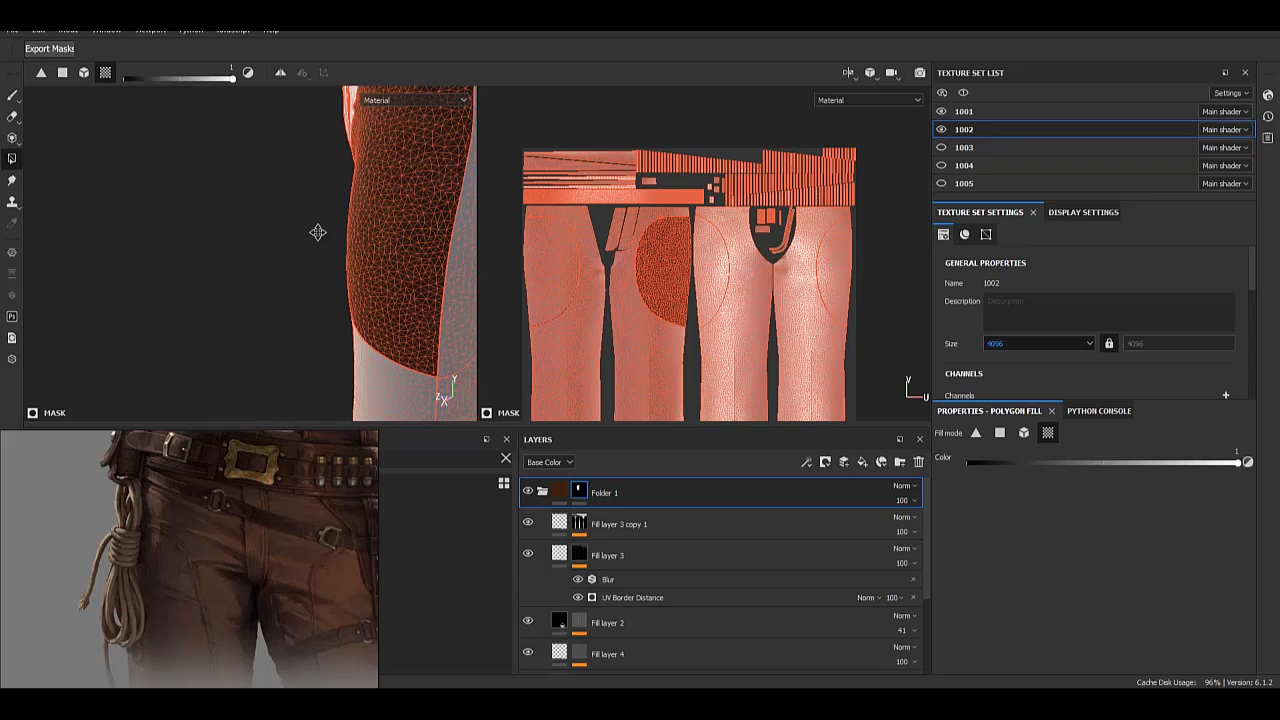 Export Masks
1
Material
Material
MASK
MASK
Y
Z
X
V
U
TEXTURE SET LIST
Settings
1001 Main shader
1002 Main shader
1003 Main shader
1004 Main shader
1005 Main shader
TEXTURE SET SETTINGS
DISPLAY SETTINGS
GENERAL PROPERTIES
Name 1002
Description Description
Size 4096 4096
CHANNELS
Channels
PROPERTIES - POLYGON FILL
PYTHON CONSOLE
Fill mode
Color
1
LAYERS
Base Color
Folder 1 Norm 100
Fill layer 3 copy 1 Norm 100
Fill layer 3 Norm 100
Blur
UV Border Distance Norm 100
Fill layer 2 Norm 41
Fill layer 4 Norm 100
Ps
Cache Disk Usage: 96% | Version: 6.1.2